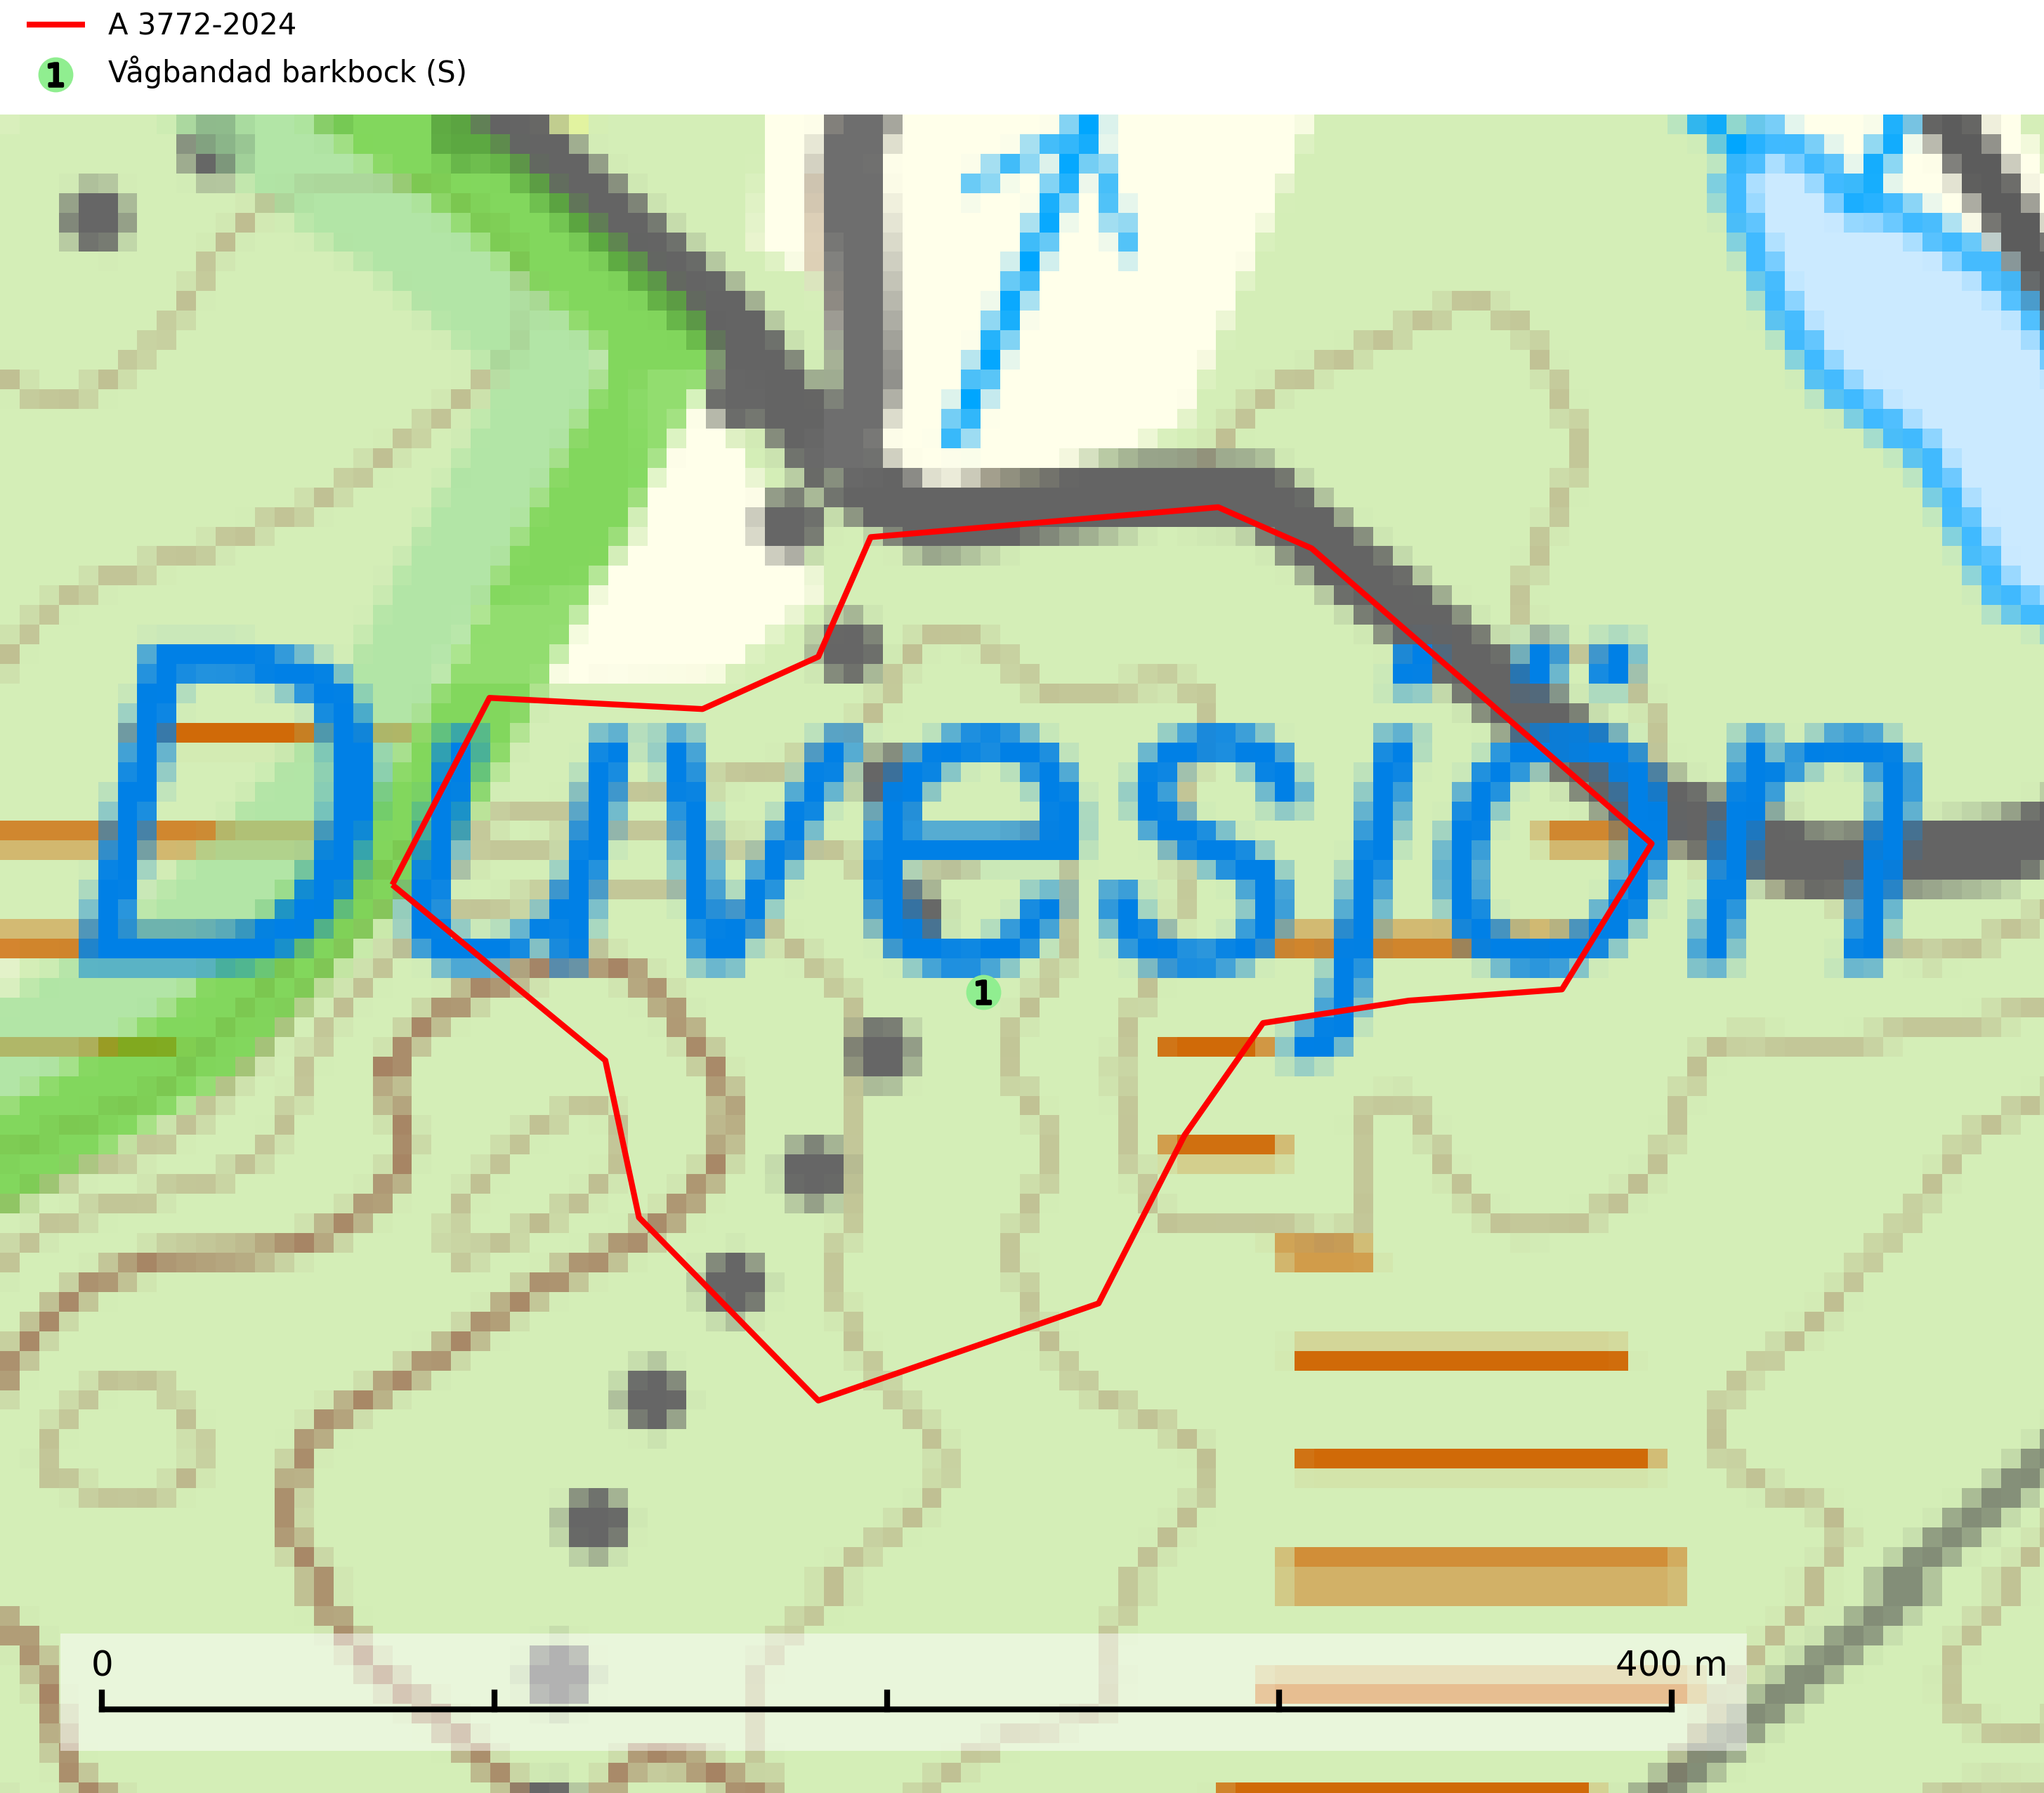 A 3772-2024
1 Vågbandad barkbock (S)
Duvesjön
1
0 400 m